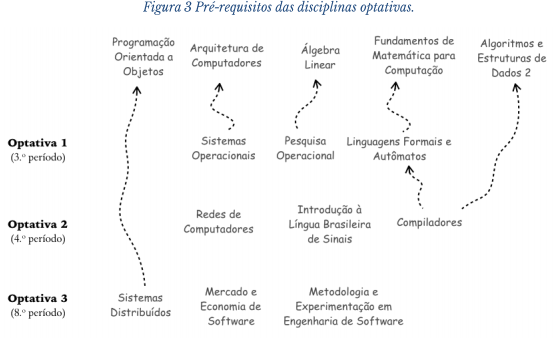 Figura 3 Pré-requisitos das disciplinas optativas.
Programação
Orientada a
Objetos
Arquitetura de
Computadores
Álgebra
Linear
Fundamentos de
Matemática para
Computação
Algoritmos e
Estruturas de
Dados 2
Optativa 1
(3.º período)
Sistemas
Operacionais
Pesquisa
Operacional
Linguagens Formais e
Autômatos
Optativa 2
(4.º período)
Redes de
Computadores
Introdução à
Língua Brasileira
de Sinais
Compiladores
Optativa 3
(8.º período)
Sistemas
Distribuídos
Mercado e
Economia de
Software
Metodologia e
Experimentação em
Engenharia de Software